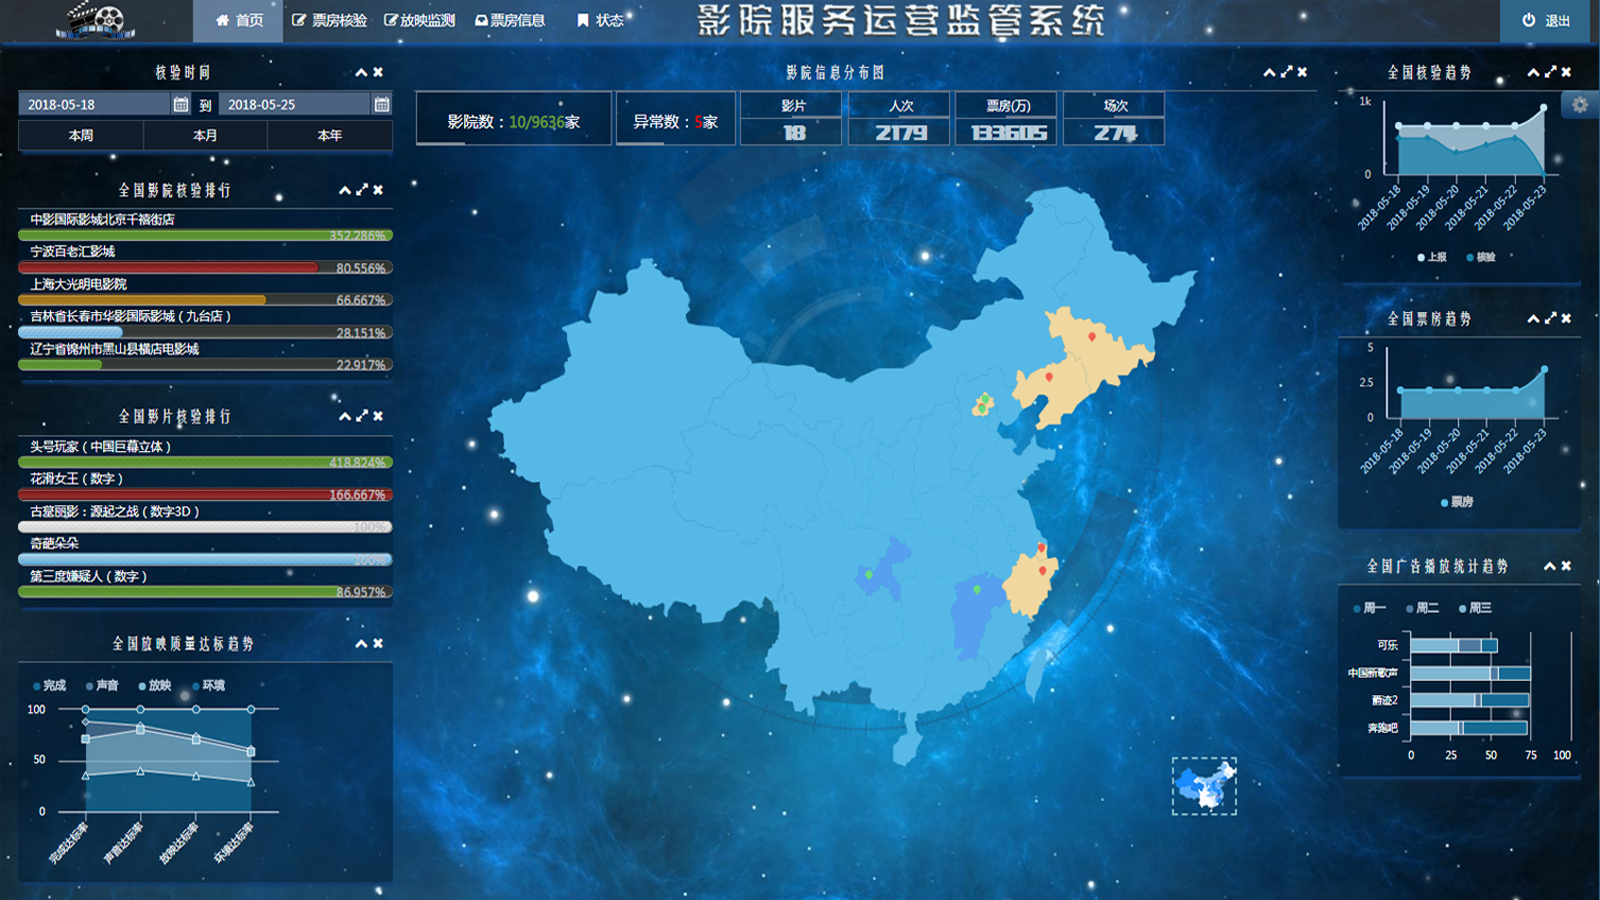 首页
票房核验
放映监测
票房信息
状态
影院服务运营监管系统
退出
核验时间
2018-05-18
到
2018-05-25
本周
本月
本年
全国影院核验排行
中影国际影城北京千禧街店
352.286%
宁波百老汇影城
80.556%
上海大光明电影院
66.667%
吉林省长春市华影国际影城（九台店）
28.151%
辽宁省锦州市黑山县横店电影城
22.917%
全国影片核验排行
头号玩家（中国巨幕立体）
418.824%
花滑女王（数字）
166.667%
古墓丽影：源起之战（数字3D）
100%
奇葩朵朵
100%
第三度嫌疑人（数字）
86.957%
全国放映质量达标趋势
完成
声音
放映
环境
100
50
0
完成达标率
声音达标率
放映达标率
环境达标率
影院信息分布图
影院数：10/9636家
异常数：5家
影片
18
人次
2179
票房(万)
133605
场次
274
全国核验趋势
1k
0
2018-05-18
2018-05-19
2018-05-20
2018-05-21
2018-05-22
2018-05-23
上报
核验
全国票房趋势
5
2.5
0
2018-05-18
2018-05-19
2018-05-20
2018-05-21
2018-05-22
2018-05-23
票房
全国广告播放统计趋势
周一
周二
周三
可乐
中国新歌声
爵迹2
奔跑吧
0
25
50
75
100